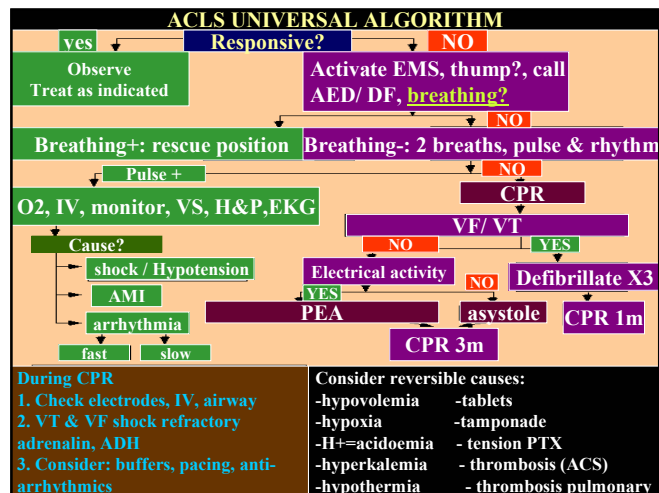 ACLS UNIVERSAL ALGORITHM
yes
Responsive?
NO
Observe
Treat as indicated
Activate EMS, thump?, call
AED/ DF, breathing?
NO
Breathing+: rescue position
Breathing-: 2 breaths, pulse & rhythm
Pulse +
NO
O2, IV, monitor, VS, H&P,EKG
CPR
VF/ VT
Cause?
NO
YES
shock / Hypotension
Electrical activity
Defibrillate X3
AMI
YES
NO
arrhythmia
PEA
asystole
CPR 1m
fast
slow
CPR 3m
During CPR
1. Check electrodes, IV, airway
2. VT & VF shock refractory
adrenalin, ADH
3. Consider: buffers, pacing, anti-
arrhythmics
Consider reversible causes:
-hypovolemia -tablets
-hypoxia -tamponade
-H+=acidoemia - tension PTX
-hyperkalemia - thrombosis (ACS)
-hypothermia - thrombosis pulmonary